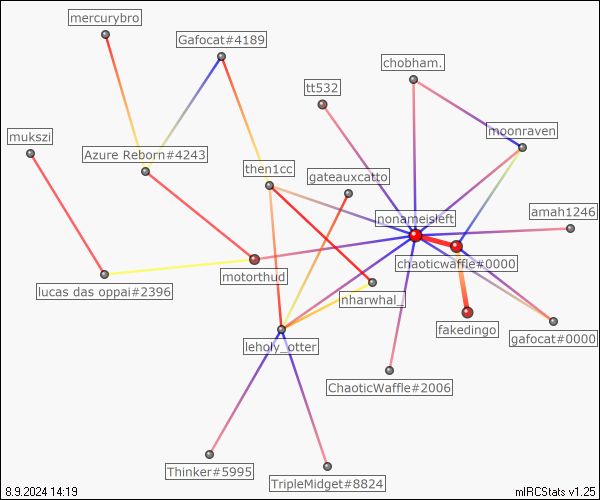 mercurybro
Gafocat#4189
chobham.
tt532
moonraven
mukszi
Azure Reborn#4243
then1cc
gateauxcatto
nonameisleft
amah1246
chaoticwaffle#0000
motorthud
lucas das oppai#2396
nharwhal_
fakedingo
gafocat#0000
leholy_otter
ChaoticWaffle#2006
Thinker#5995
TripleMidget#8824
8.9.2024 14:19
mIRCStats v1.25